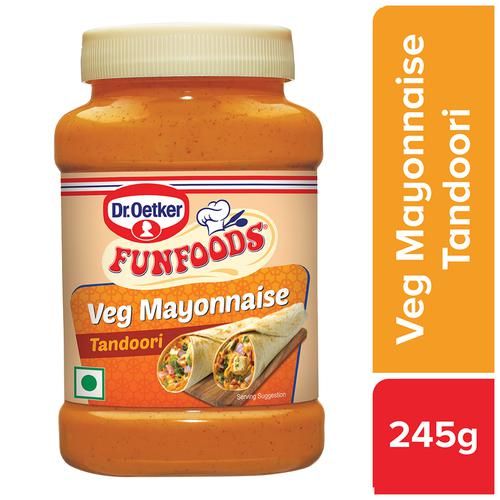 Dr.Oetker
FUNFOODS®
Veg Mayonnaise
Tandoori
Serving Suggestion
Veg Mayonnaise
Tandoori
245g